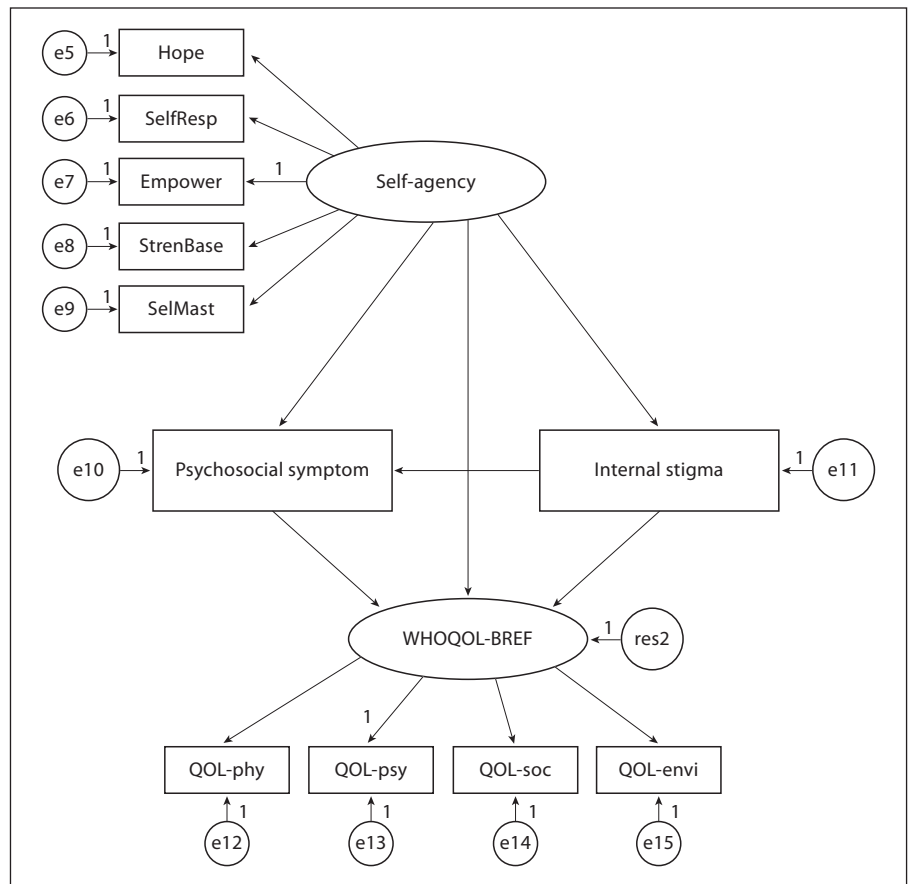 e5 1 Hope
e6 1 SelfResp
e7 1 Empower 1 Self-agency
e8 1 StrenBase
e9 1 SelMast
e10 1 Psychosocial symptom Internal stigma 1 e11
WHOQOL-BREF 1 res2
1
QOL-phy QOL-psy QOL-soc QOL-envi
1 1 1 1
e12 e13 e14 e15